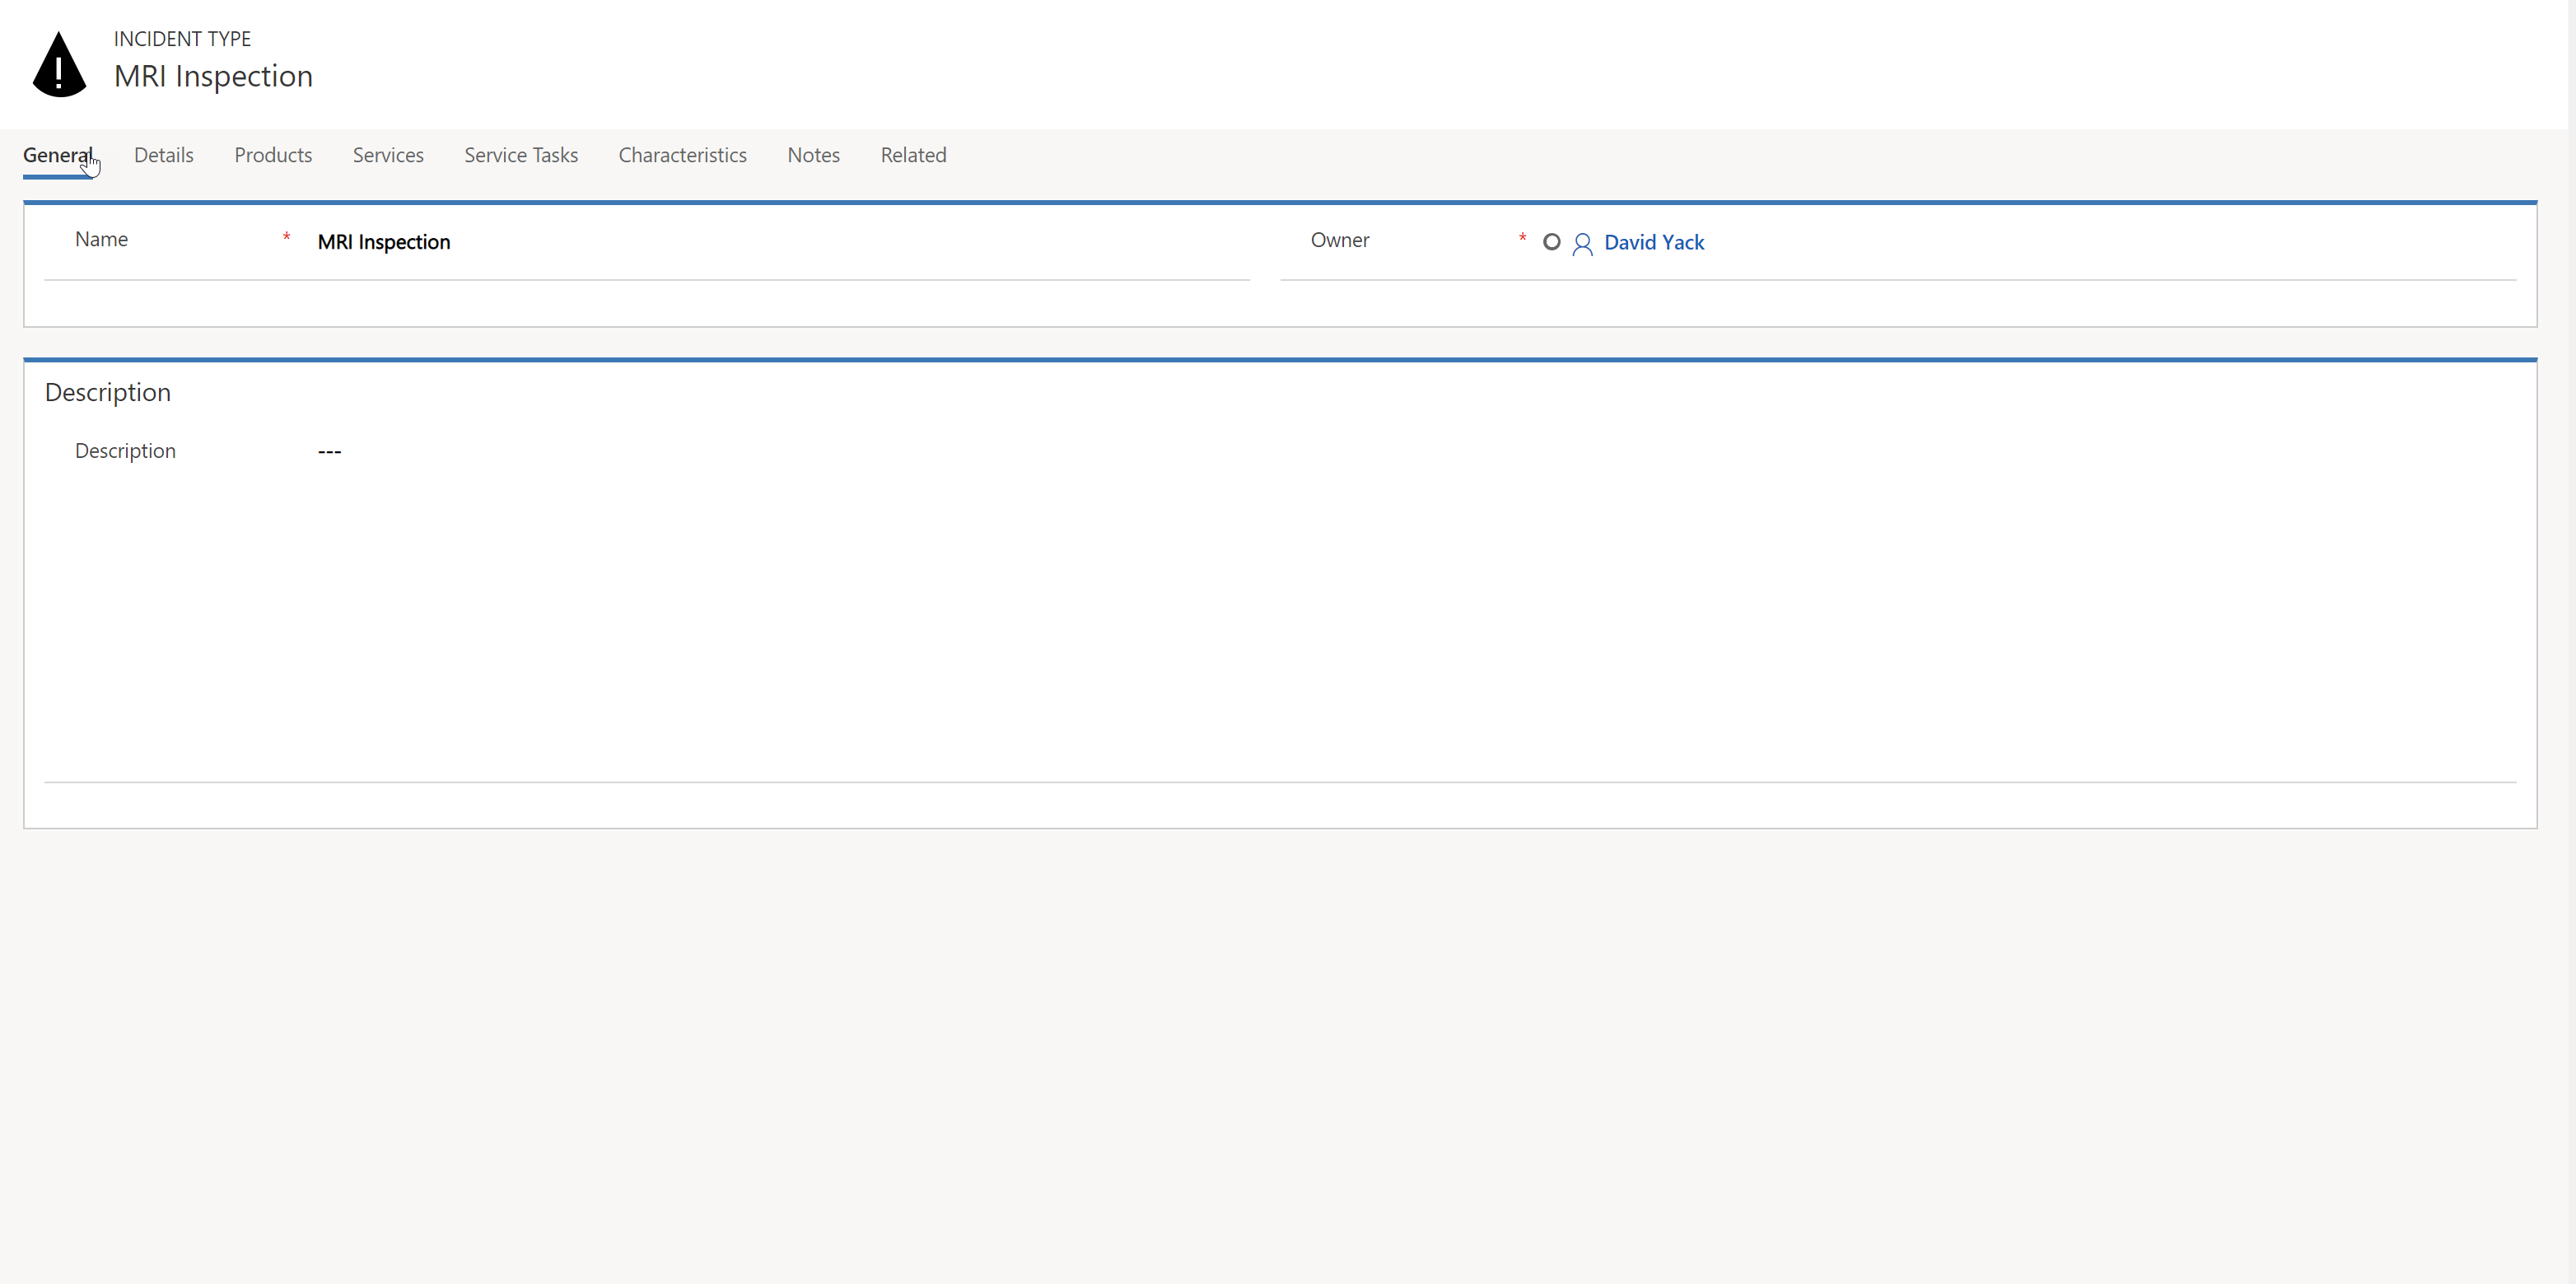 INCIDENT TYPE
MRI Inspection
General Details Products Services Service Tasks Characteristics Notes Related
Name * MRI Inspection Owner * David Yack
Description
Description ---